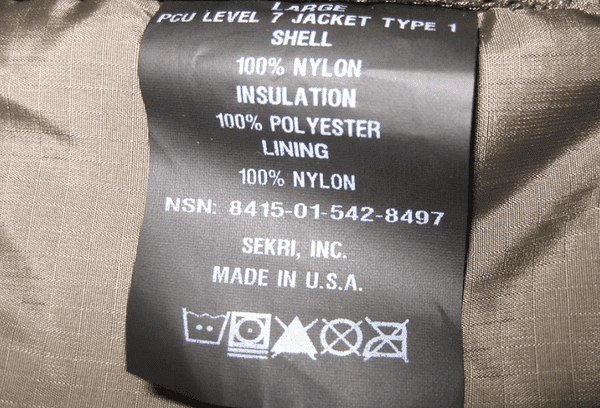 LARGE
PCU LEVEL 7 JACKET TYPE 1
SHELL
100% NYLON
INSULATION
100% POLYESTER
LINING
100% NYLON
NSN: 8415-01-542-8497
SEKRI, INC.
MADE IN U.S.A.